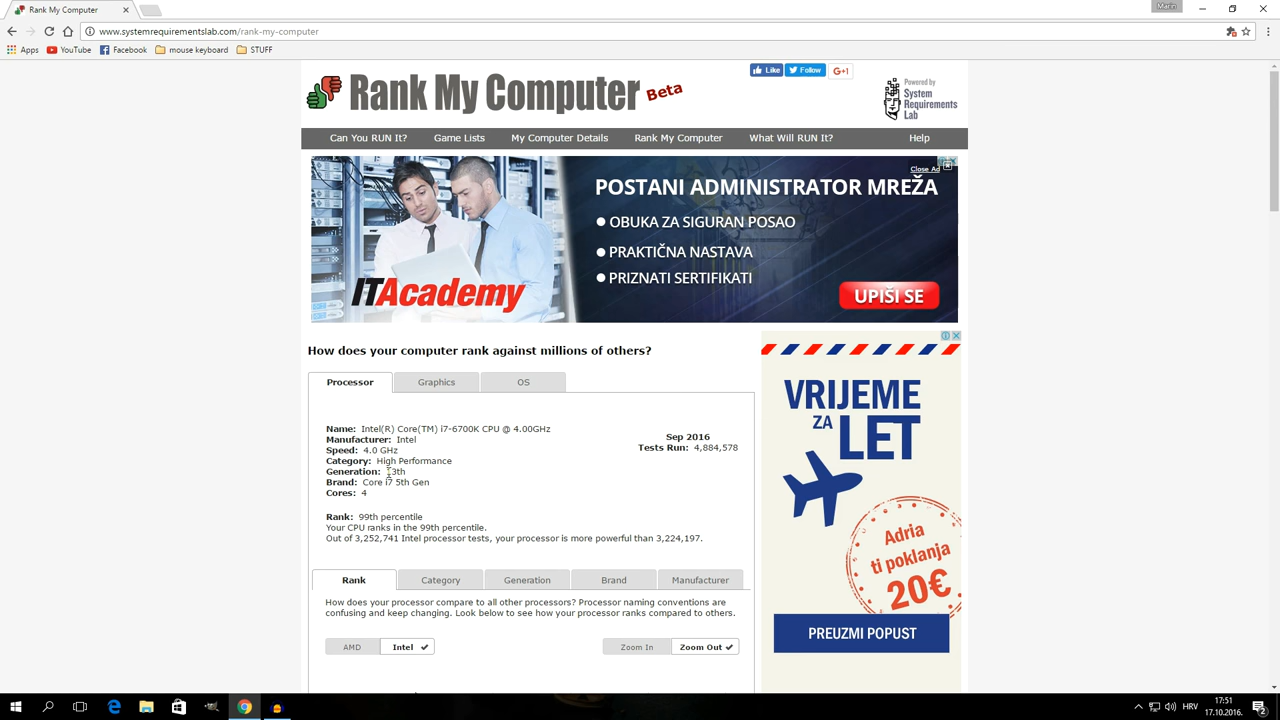 Rank My Computer
Marin
www.systemrequirementslab.com/rank-my-computer
Apps
YouTube
Facebook
mouse keyboard
STUFF
Rank My Computer Beta
Like
Follow
G+1
Powered by
System
Requirements
Lab
Can You RUN It?
Game Lists
My Computer Details
Rank My Computer
What Will RUN It?
Help
Close Ad
POSTANI ADMINISTRATOR MREŽA
OBUKA ZA SIGURAN POSAO
PRAKTIČNA NASTAVA
PRIZNATI SERTIFIKATI
ITAcademy
UPIŠI SE
How does your computer rank against millions of others?
Processor
Graphics
OS
Name: Intel(R) Core(TM) i7-6700K CPU @ 4.00GHz
Manufacturer: Intel
Speed: 4.0 GHz
Category: High Performance
Generation: 13th
Brand: Core i7 5th Gen
Cores: 4
Sep 2016
Tests Run: 4,884,578
Rank: 99th percentile
Your CPU ranks in the 99th percentile.
Out of 3,252,741 Intel processor tests, your processor is more powerful than 3,224,197.
Rank
Category
Generation
Brand
Manufacturer
How does your processor compare to all other processors? Processor naming conventions are
confusing and keep changing. Look below to see how your processor ranks compared to others.
AMD
Intel
Zoom In
Zoom Out
VRIJEME
ZA
LET
Adria
ti poklanja
20€
PREUZMI POPUST
HRV
17:51
17.10.2016.
2